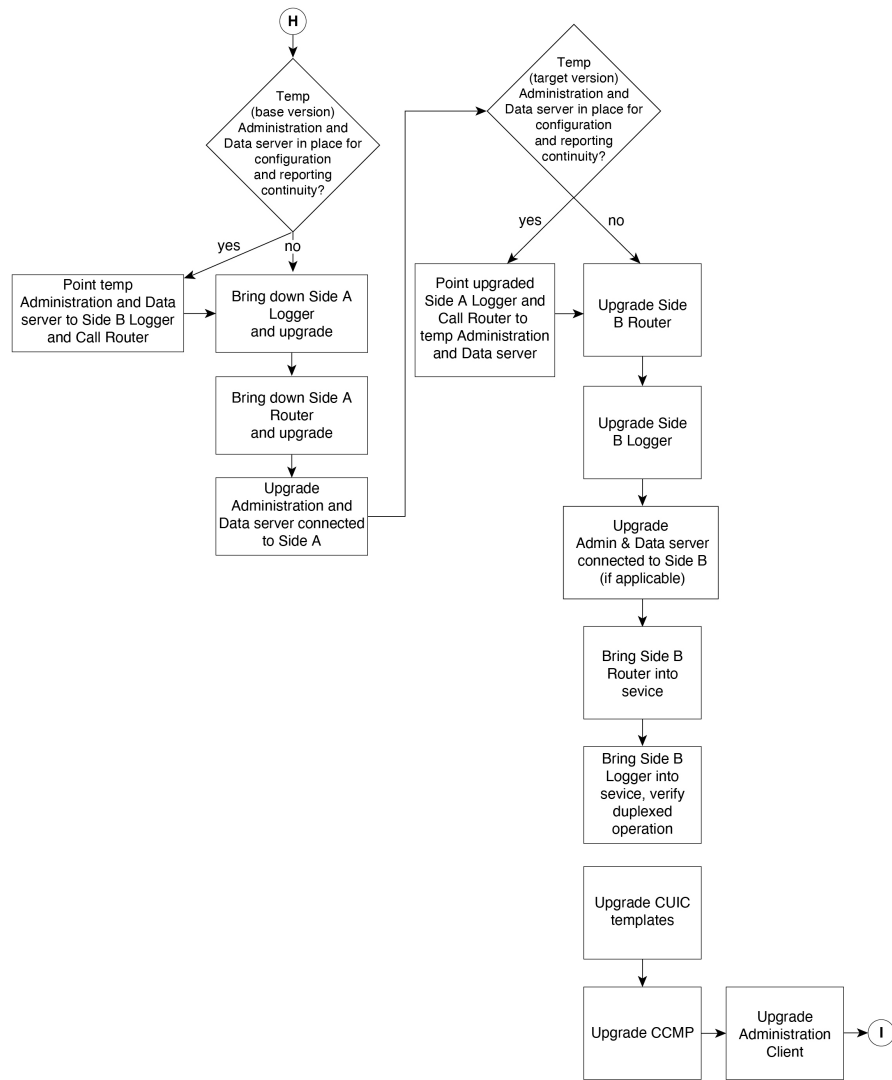 H
Temp
(base version)
Administration and
Data server in place for
configuration
and reporting
continuity?
yes
no
Point temp
Administration and Data
server to Side B Logger
and Call Router
Bring down Side A
Logger
and upgrade
Bring down Side A
Router
and upgrade
Upgrade
Administration and
Data server connected
to Side A
Temp
(target version)
Administration and
Data server in place for
configuration
and reporting
continuity?
yes
no
Point upgraded
Side A Logger and
Call Router to
temp Administration
and Data server
Upgrade Side
B Router
Upgrade Side
B Logger
Upgrade
Admin & Data server
connected to Side B
(if applicable)
Bring Side B
Router into
sevice
Bring Side B
Logger into
sevice, verify
duplexed
operation
Upgrade CUIC
templates
Upgrade CCMP
Upgrade
Administration
Client
I